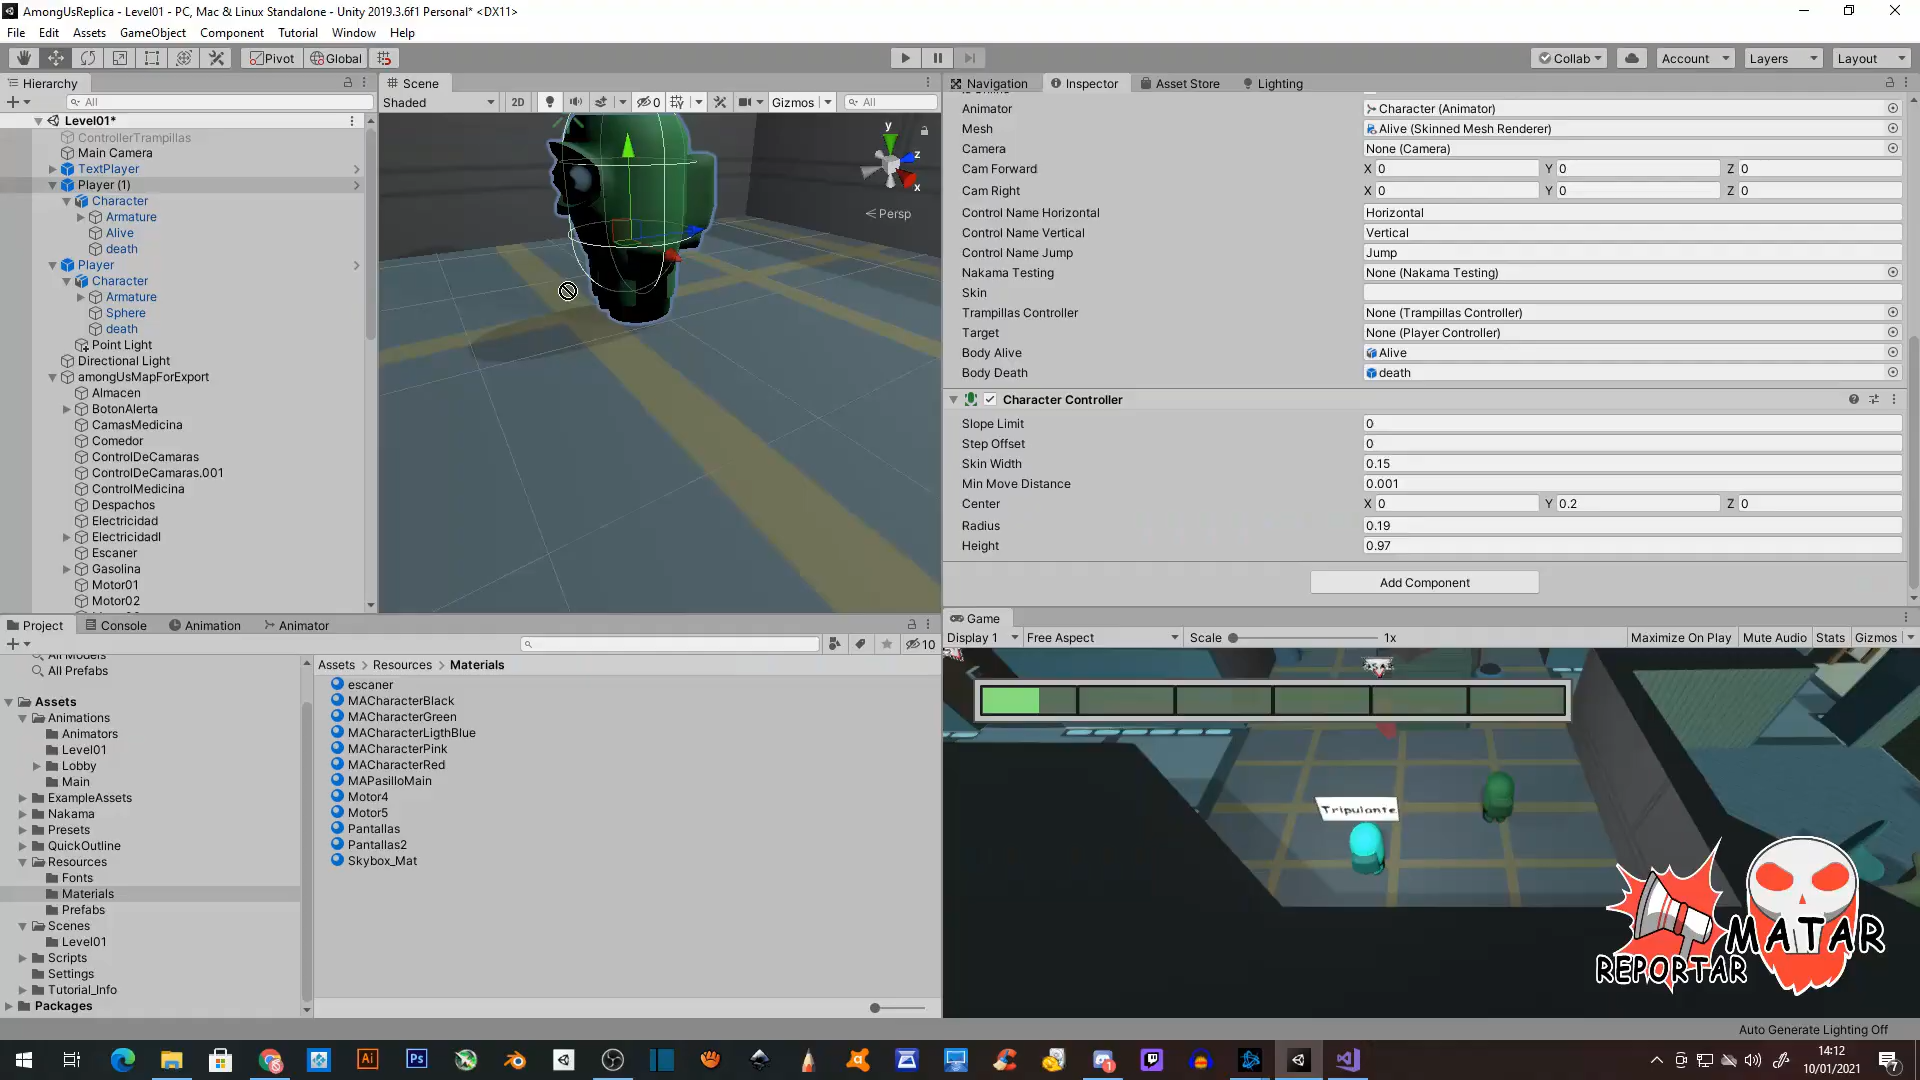 AmongUsReplica - Level01 - PC, Mac & Linux Standalone - Unity 2019.3.6f1 Personal* <DX11>
File Edit Assets GameObject Component Tutorial Window Help
Pivot Global Collab Account Layers Layout
Hierarchy
All
Level01*
ControllerTrampillas
Main Camera
TextPlayer
Player (1)
Character
Armature
Alive
death
Player
Character
Armature
Sphere
death
Point Light
Directional Light
amongUsMapForExport
Almacen
BotonAlerta
CamasMedicina
Comedor
ControlDeCamaras
ControlDeCamaras.001
ControlMedicina
Despachos
Electricidad
Electricidadl
Escaner
Gasolina
Motor01
Motor02
Scene
Shaded 2D 0 Gizmos All
y
z
x
Persp
Navigation Inspector Asset Store Lighting
Animator Character (Animator)
Mesh Alive (Skinned Mesh Renderer)
Camera None (Camera)
Cam Forward X 0 Y 0 Z 0
Cam Right X 0 Y 0 Z 0
Control Name Horizontal Horizontal
Control Name Vertical Vertical
Control Name Jump Jump
Nakama Testing None (Nakama Testing)
Skin
Trampillas Controller None (Trampillas Controller)
Target None (Player Controller)
Body Alive Alive
Body Death death
Character Controller
Slope Limit 0
Step Offset 0
Skin Width 0.15
Min Move Distance 0.001
Center X 0 Y 0.2 Z 0
Radius 0.19
Height 0.97
Add Component
Project Console Animation Animator
10
All Models
All Prefabs
Assets
Animations
Animators
Level01
Lobby
Main
ExampleAssets
Nakama
Presets
QuickOutline
Resources
Fonts
Materials
Prefabs
Scenes
Level01
Scripts
Settings
Tutorial_Info
Packages
Assets > Resources > Materials
escaner
MACharacterBlack
MACharacterGreen
MACharacterLigthBlue
MACharacterPink
MACharacterRed
MAPasilloMain
Motor4
Motor5
Pantallas
Pantallas2
Skybox_Mat
Game
Display 1 Free Aspect Scale 1x Maximize On Play Mute Audio Stats Gizmos
Tripulante
REPORTAR
MATAR
Auto Generate Lighting Off
Ai Ps
14:12
10/01/2021
7